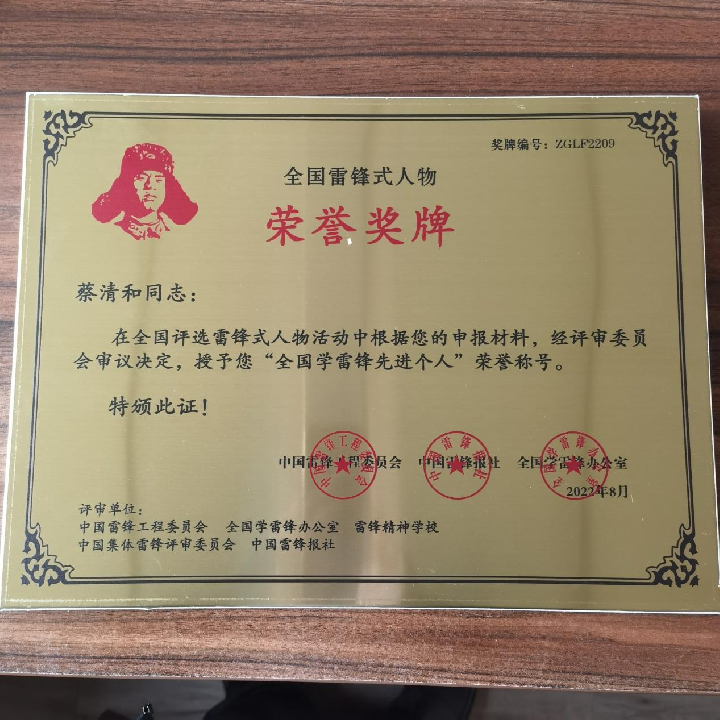 奖牌编号：ZGLF2209
全国雷锋式人物
荣誉奖牌
蔡清和同志：
在全国评选雷锋式人物活动中根据您的申报材料，经评审委员
会审议决定，授予您“全国学雷锋先进个人”荣誉称号。
特颁此证！
中国雷锋工程委员会 中国雷锋报社 全国学雷锋办公室
2022年8月
评审单位：
中国雷锋工程委员会 全国学雷锋办公室 雷锋精神学校
中国集体雷锋评审委员会 中国雷锋报社